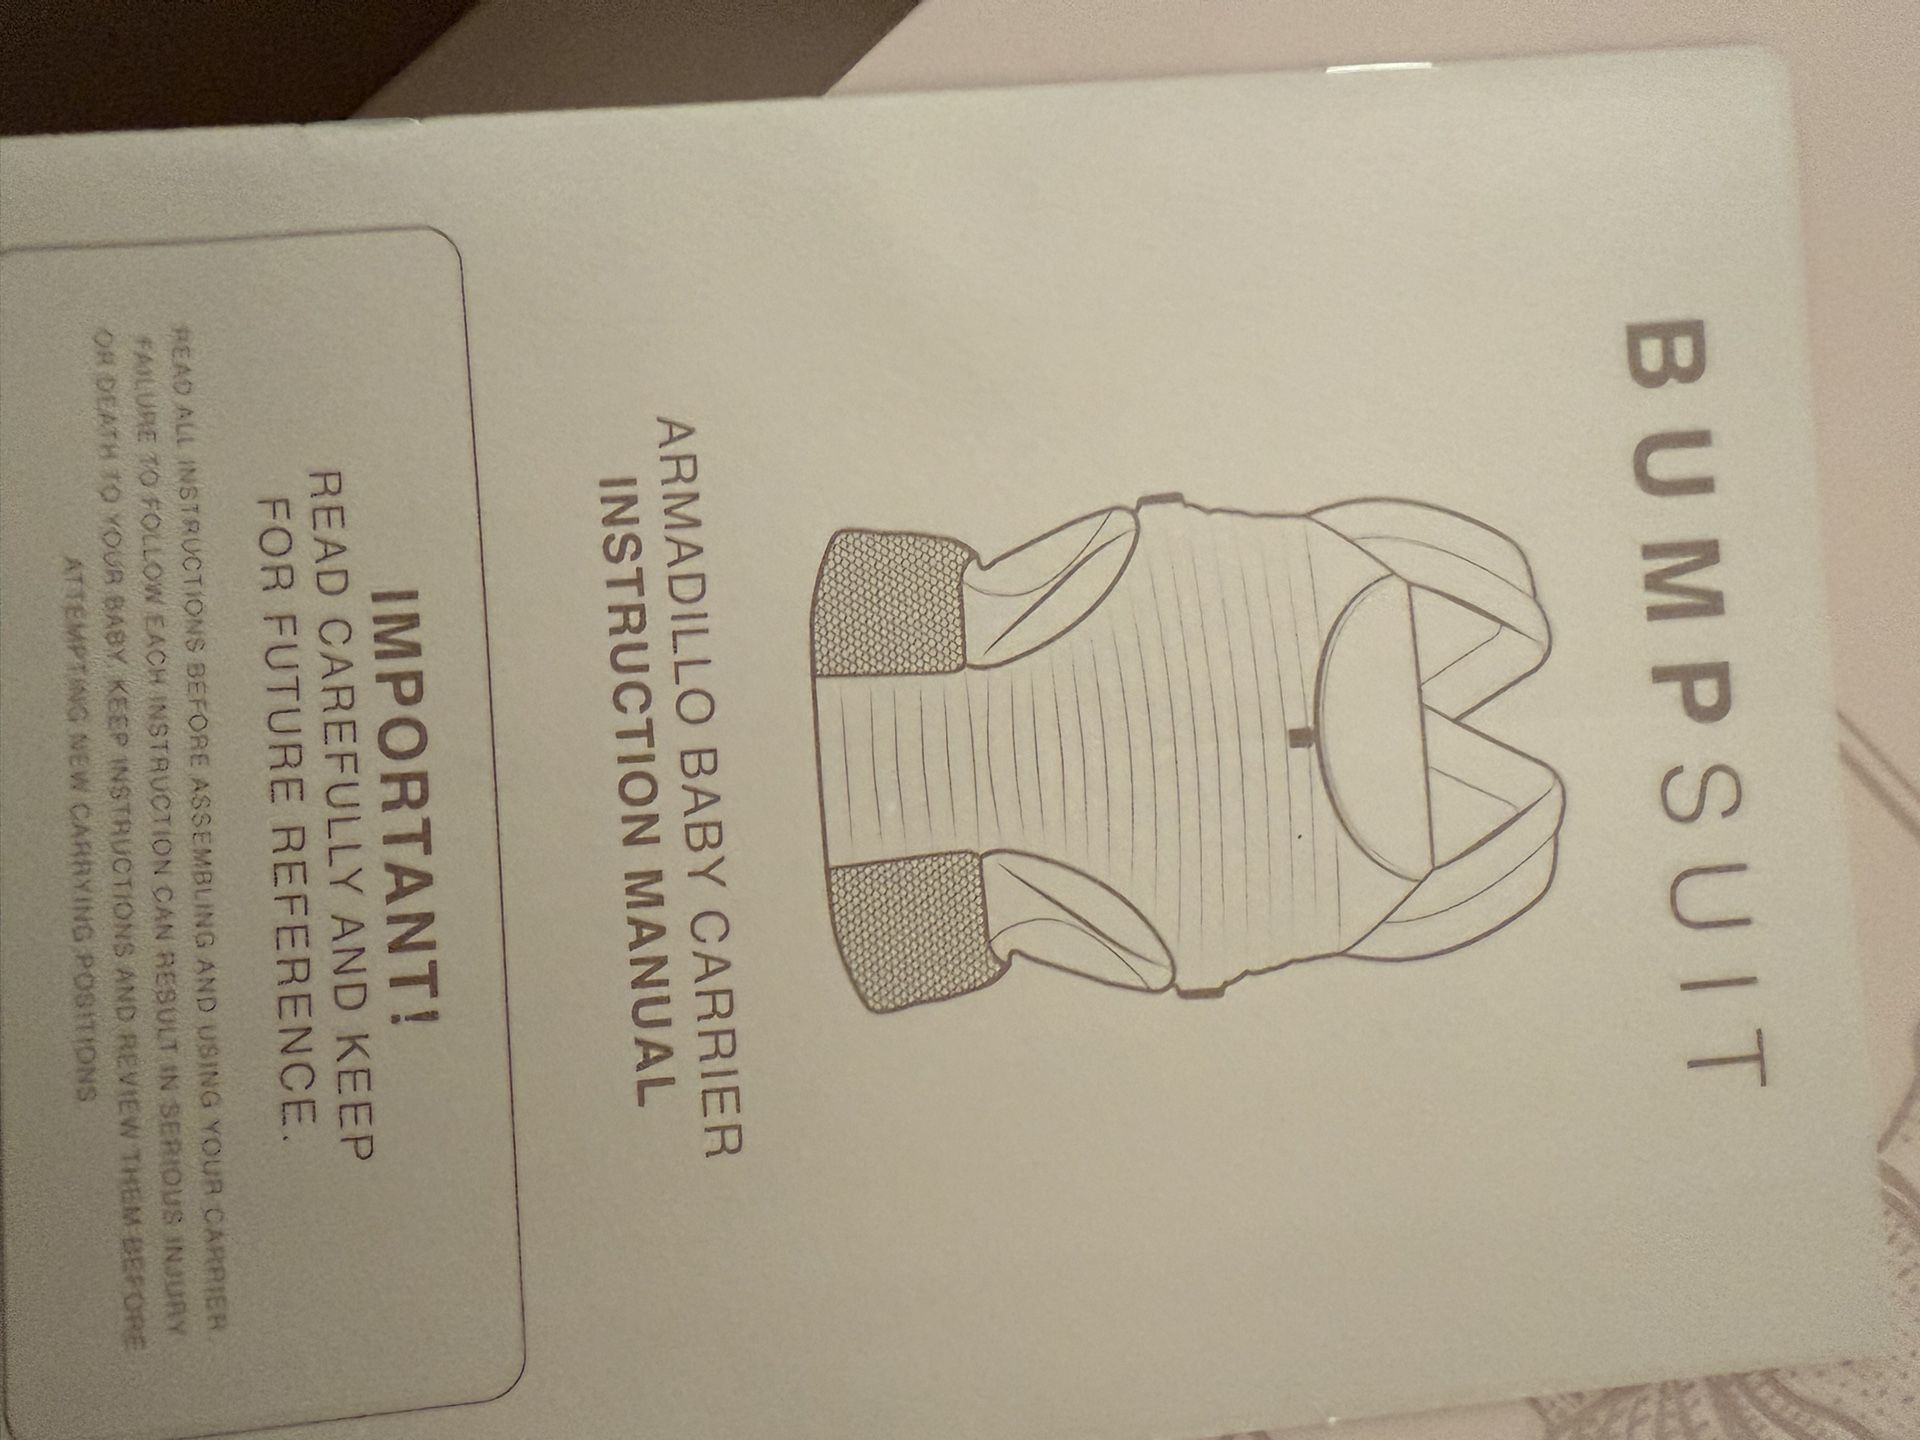 BUMPSUIT
ARMADILLO BABY CARRIER
INSTRUCTION MANUAL
IMPORTANT!
READ CAREFULLY AND KEEP
FOR FUTURE REFERENCE.
READ ALL INSTRUCTIONS BEFORE ASSEMBLING AND USING YOUR CARRIER
FAILURE TO FOLLOW EACH INSTRUCTION CAN RESULT IN SERIOUS INJURY
OR DEATH TO YOUR BABY. KEEP INSTRUCTIONS AND REVIEW THEM BEFORE
ATTEMPTING NEW CARRYING POSITIONS